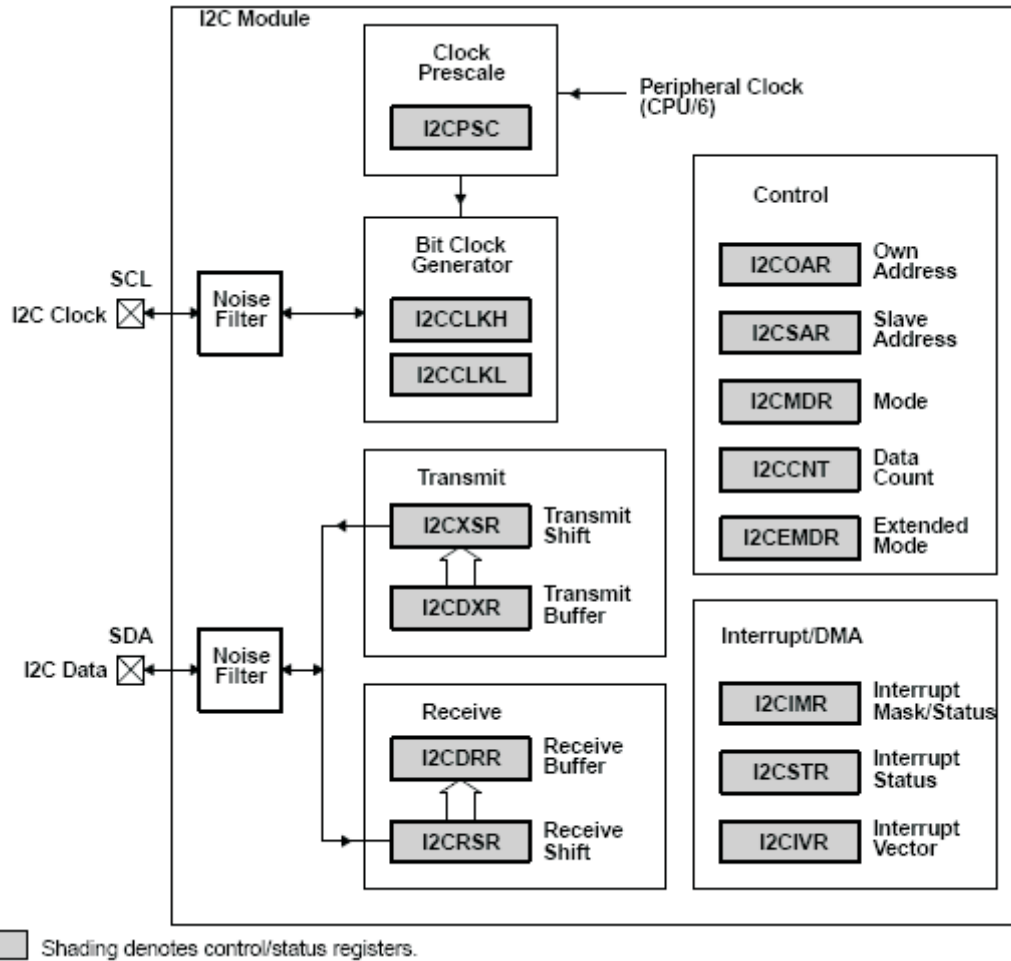 I2C Module
Clock
Prescale
I2CPSC
Peripheral Clock
(CPU/6)
Bit Clock
Generator
I2CCLKH
I2CCLKL
SCL
I2C Clock
Noise
Filter
Control
I2COAR
Own
Address
I2CSAR
Slave
Address
I2CMDR
Mode
I2CCNT
Data
Count
I2CEMDR
Extended
Mode
Transmit
I2CXSR
Transmit
Shift
I2CDXR
Transmit
Buffer
SDA
I2C Data
Noise
Filter
Receive
I2CDRR
Receive
Buffer
I2CRSR
Receive
Shift
Interrupt/DMA
I2CIMR
Interrupt
Mask/Status
I2CSTR
Interrupt
Status
I2CIVR
Interrupt
Vector
Shading denotes control/status registers.